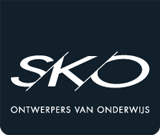 SKO
ONTWERPERS VAN ONDERWIJS